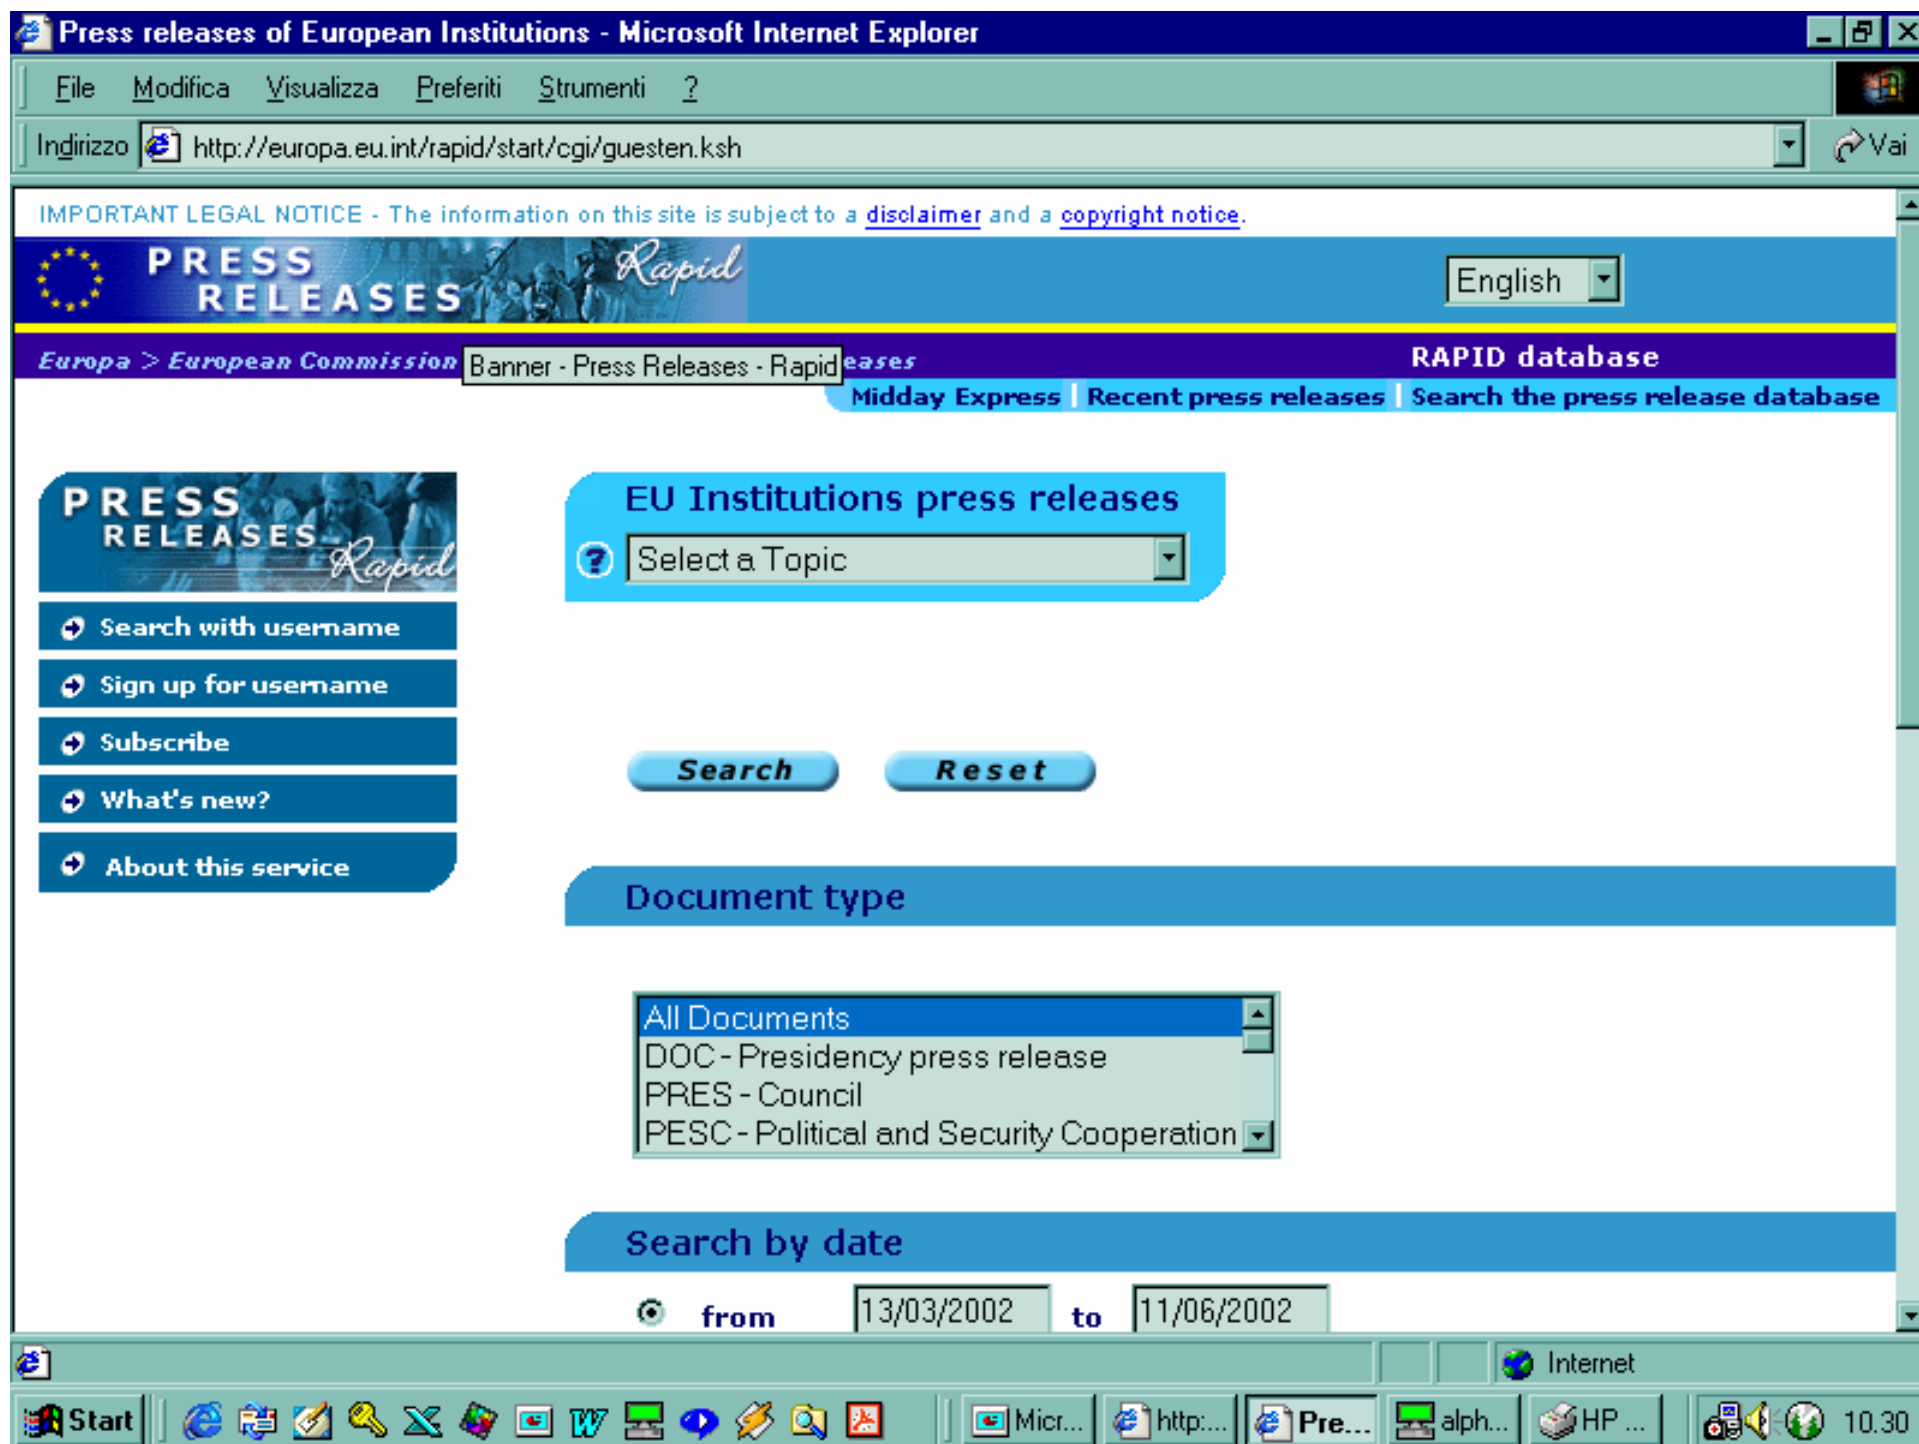 Press releases of European Institutions - Microsoft Internet Explorer
File Modifica Visualizza Preferiti Strumenti ?
Indirizzo http://europa.eu.int/rapid/start/cgi/guesten.ksh Vai
IMPORTANT LEGAL NOTICE - The information on this site is subject to a disclaimer and a copyright notice.
PRESS
RELEASES
Rapid
English
Europa > European Commission
Banner - Press Releases - Rapid
eases
RAPID database
Midday Express | Recent press releases | Search the press release database
PRESS
RELEASES
Rapid
Search with username
Sign up for username
Subscribe
What's new?
About this service
EU Institutions press releases
? Select a Topic
Search Reset
Document type
All Documents
DOC - Presidency press release
PRES - Council
PESC - Political and Security Cooperation
Search by date
from 13/03/2002 to 11/06/2002
Internet
Start Micr... http:... Pre... alph... HP ... 10.30